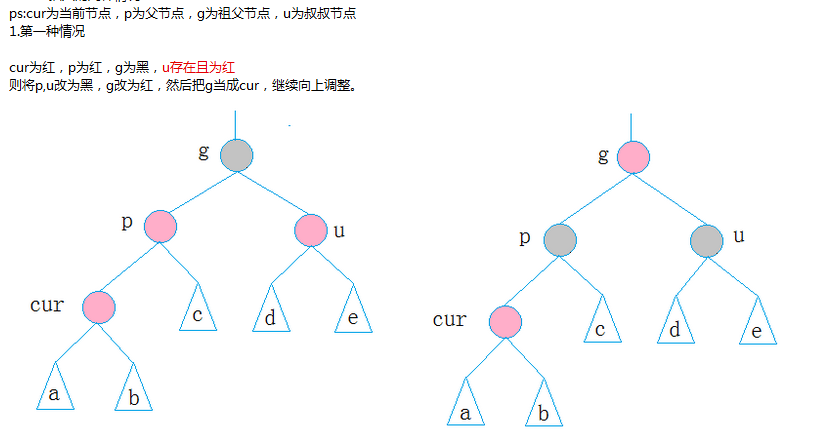 ps:cur为当前节点，p为父节点，g为祖父节点，u为叔叔节点
1.第一种情况
cur为红，p为红，g为黑，u存在且为红
则将p,u改为黑，g改为红，然后把g当成cur，继续向上调整。
g
p
u
cur
c
d
e
a
b
g
p
u
cur
c
d
e
a
b